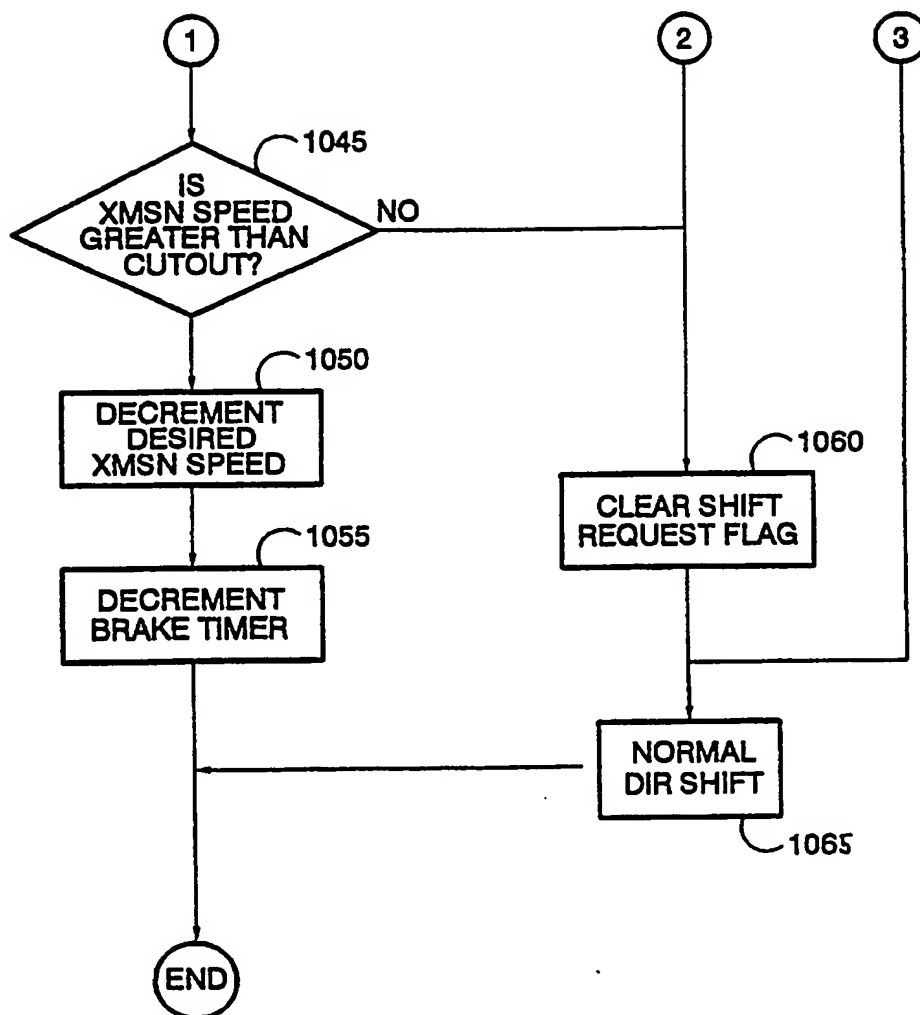 1
2
3
1045
IS
XMSN SPEED
GREATER THAN
CUTOUT?
NO
1050
DECREMENT
DESIRED
XMSN SPEED
1055
DECREMENT
BRAKE TIMER
1060
CLEAR SHIFT
REQUEST FLAG
NORMAL
DIR SHIFT
1065
END